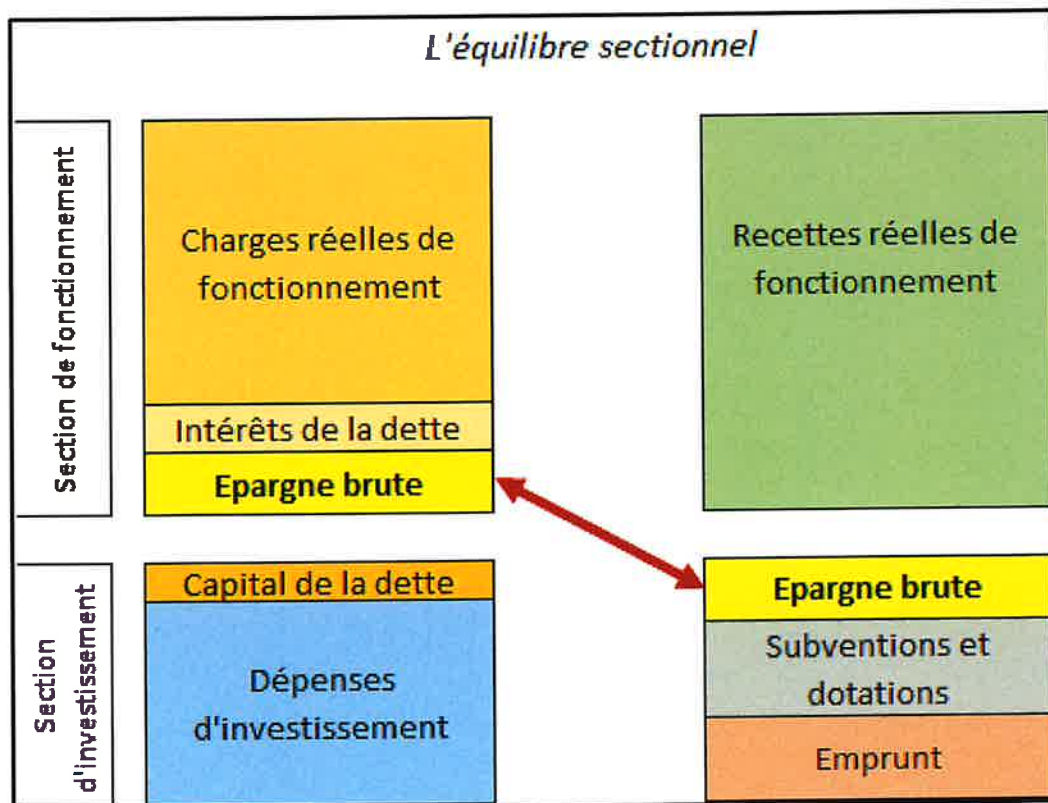 L'équilibre sectionnel
Section de fonctionnement
Charges réelles de
fonctionnement
Intérêts de la dette
Epargne brute
Recettes réelles de
fonctionnement
Section
d'investissement
Capital de la dette
Dépenses
d'investissement
Epargne brute
Subventions et
dotations
Emprunt